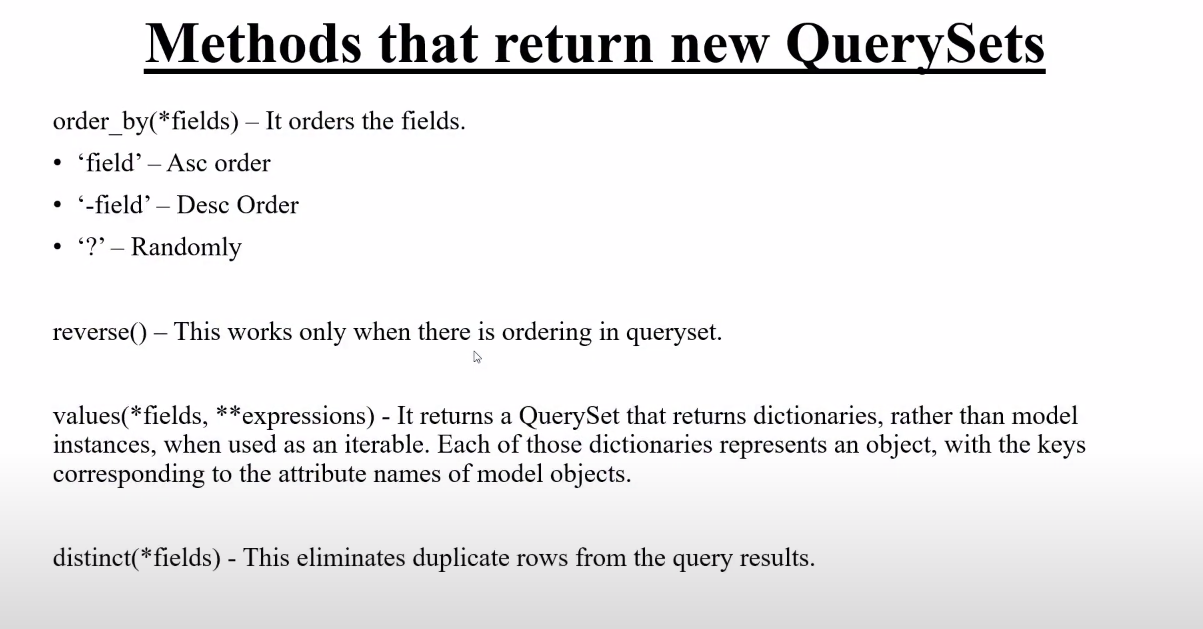 Methods that return new QuerySets
order_by(*fields) – It orders the fields.
• ‘field’ – Asc order
• ‘-field’ – Desc Order
• ‘?’ – Randomly
reverse() – This works only when there is ordering in queryset.
values(*fields, **expressions) - It returns a QuerySet that returns dictionaries, rather than model
instances, when used as an iterable. Each of those dictionaries represents an object, with the keys
corresponding to the attribute names of model objects.
distinct(*fields) - This eliminates duplicate rows from the query results.